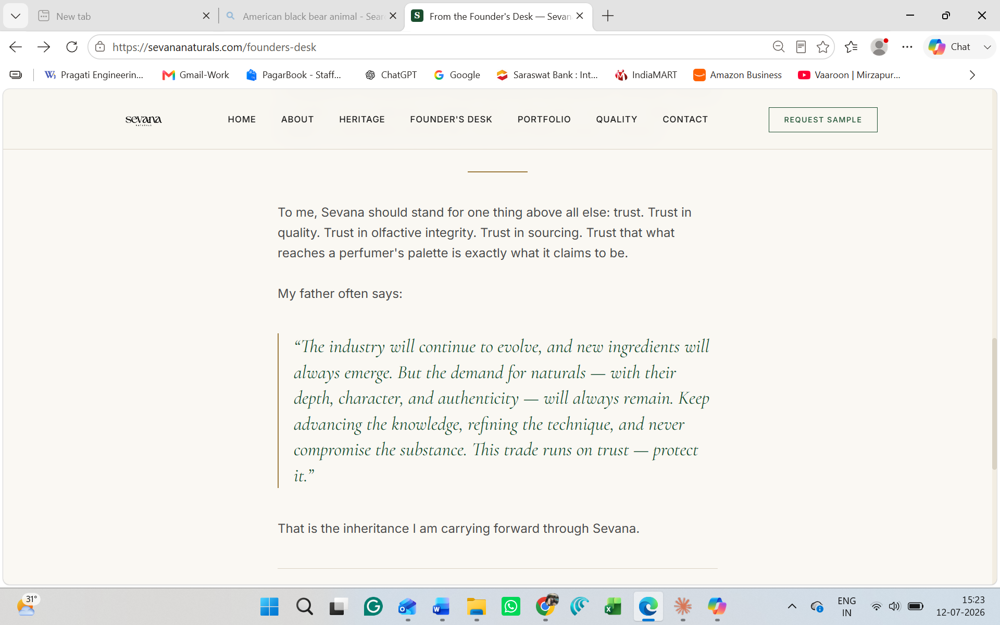 New tab
American black bear animal - Sear
From the Founder's Desk — Sevan
https://sevananaturals.com/founders-desk
Chat
Pragati Engineerin...
Gmail-Work
PagarBook - Staff...
ChatGPT
Google
Saraswat Bank : Int...
IndiaMART
Amazon Business
Vaaroon | Mirzapur...
sevana
NATURALS
HOME
ABOUT
HERITAGE
FOUNDER'S DESK
PORTFOLIO
QUALITY
CONTACT
REQUEST SAMPLE
To me, Sevana should stand for one thing above all else: trust. Trust in
quality. Trust in olfactive integrity. Trust in sourcing. Trust that what
reaches a perfumer's palette is exactly what it claims to be.
My father often says:
“The industry will continue to evolve, and new ingredients will
always emerge. But the demand for naturals — with their
depth, character, and authenticity — will always remain. Keep
advancing the knowledge, refining the technique, and never
compromise the substance. This trade runs on trust — protect
it.”
That is the inheritance I am carrying forward through Sevana.
31°
ENG
IN
15:23
12-07-2026